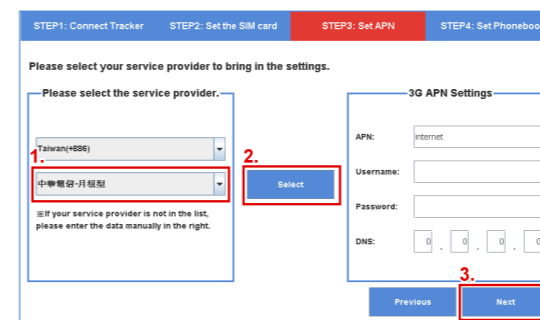 STEP1: Connect Tracker
STEP2: Set the SIM card
STEP3: Set APN
STEP4: Set Phoneboo
Please select your service provider to bring in the settings.
Please select the service provider.
Taiwan(+886)
1.
中華電信-月租型
※If your service provider is not in the list,
please enter the data manually in the right.
2.
Select
3G APN Settings
APN:
internet
Username:
Password:
DNS:
0 . 0 . 0 . 0
3.
Previous
Next